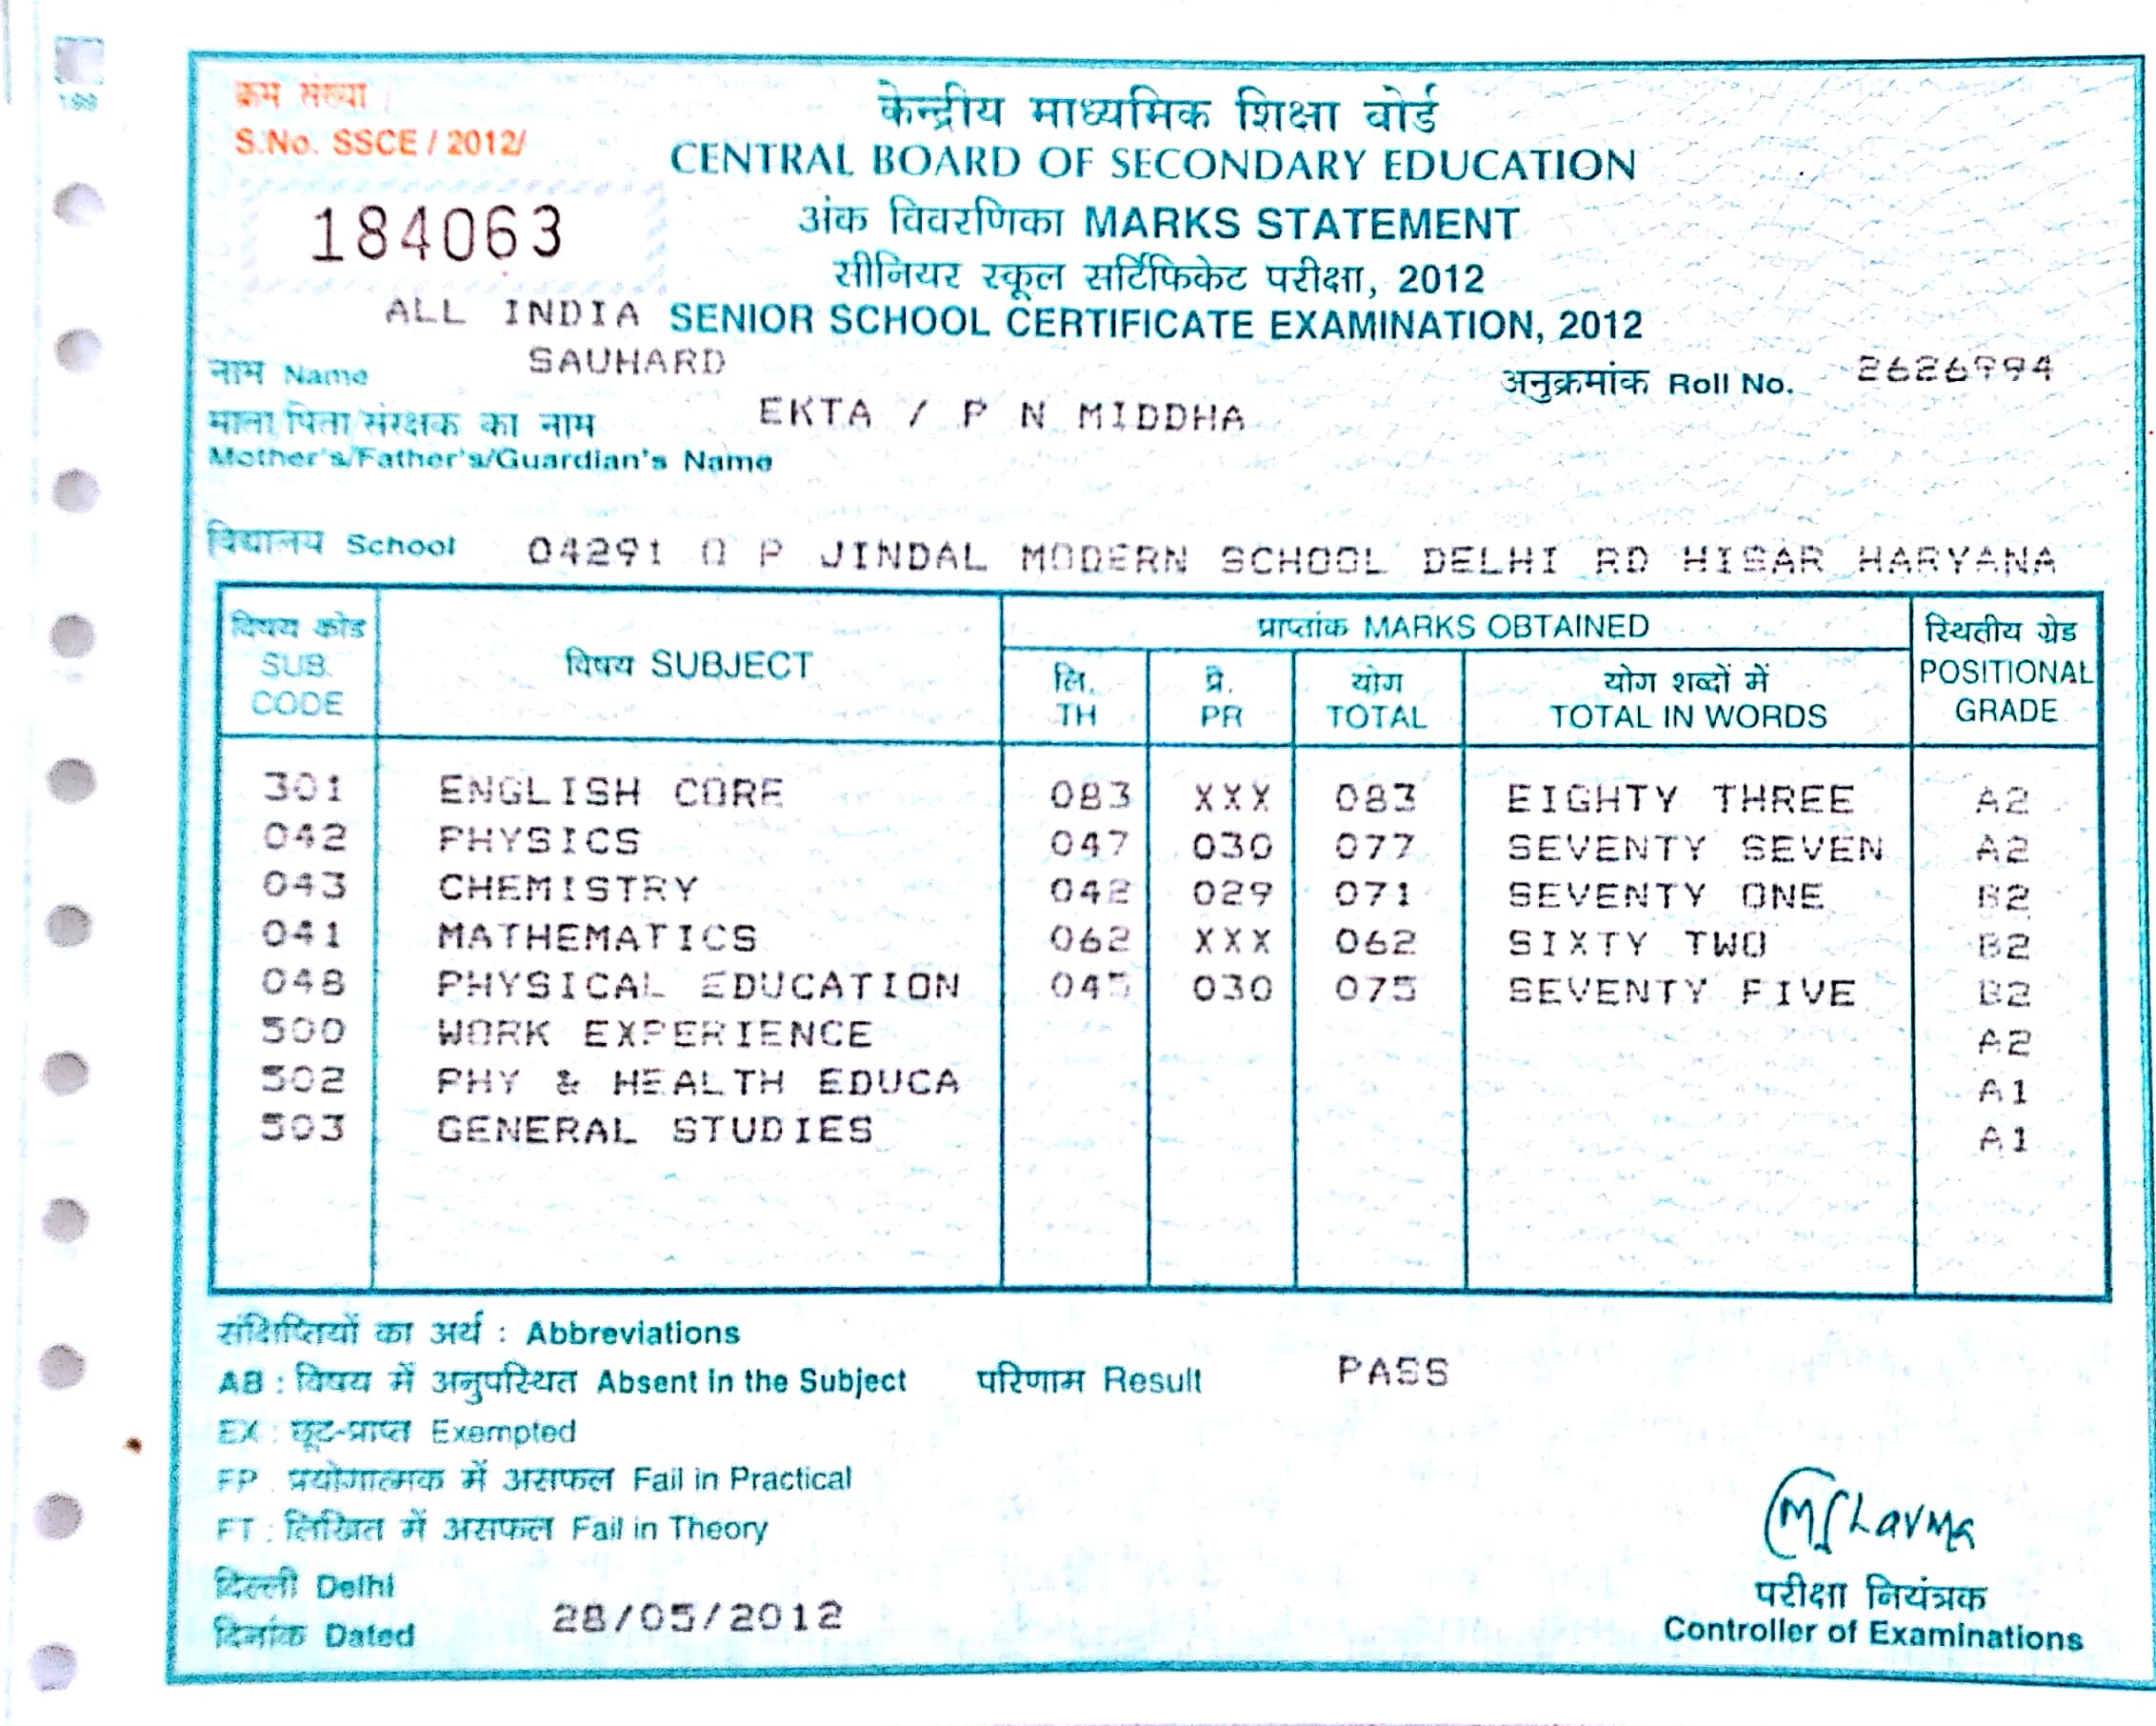 क्रम संख्या
S.No. SSCE / 2012/
184063
केन्द्रीय माध्यमिक शिक्षा बोर्ड
CENTRAL BOARD OF SECONDARY EDUCATION
अंक विवरणिका MARKS STATEMENT
सीनियर स्कूल सर्टिफिकेट परीक्षा, 2012
ALL INDIA SENIOR SCHOOL CERTIFICATE EXAMINATION, 2012
नाम Name SAUHARD अनुक्रमांक Roll No. 2626994
माता पिता संरक्षक का नाम EKTA / P N MIDDHA
Mother's/Father's/Guardian's Name
विद्यालय School 04291 O P JINDAL MODERN SCHOOL DELHI RD HISAR HARYANA
विषय कोड SUB. CODE विषय SUBJECT प्राप्तांक MARKS OBTAINED स्थितीय ग्रेड POSITIONAL GRADE
लि. TH प्रे. PR योग TOTAL योग शब्दों में TOTAL IN WORDS
301 ENGLISH CORE 083 XXX 083 EIGHTY THREE A2
042 PHYSICS 047 030 077 SEVENTY SEVEN A2
043 CHEMISTRY 042 029 071 SEVENTY ONE B2
041 MATHEMATICS 062 XXX 062 SIXTY TWO B2
048 PHYSICAL EDUCATION 045 030 075 SEVENTY FIVE B2
500 WORK EXPERIENCE A2
502 PHY & HEALTH EDUCA A1
503 GENERAL STUDIES A1
संक्षिप्तियों का अर्थ : Abbreviations
AB : विषय में अनुपस्थित Absent in the Subject परिणाम Result PASS
EX : छूट-प्राप्त Exempted
FP : प्रयोगात्मक में असफल Fail in Practical
FT : लिखित में असफल Fail in Theory
दिल्ली Delhi
दिनांक Dated 28/05/2012
परीक्षा नियंत्रक
Controller of Examinations